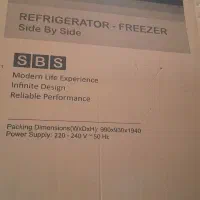 REFRIGERATOR - FREEZER
Side By Side
SBS
Modern Life Experience
Infinite Design
Reliable Performance
Packing Dimensions(WxDxH): 990x930x1940
Power Supply: 220 - 240 V ~ 50 Hz